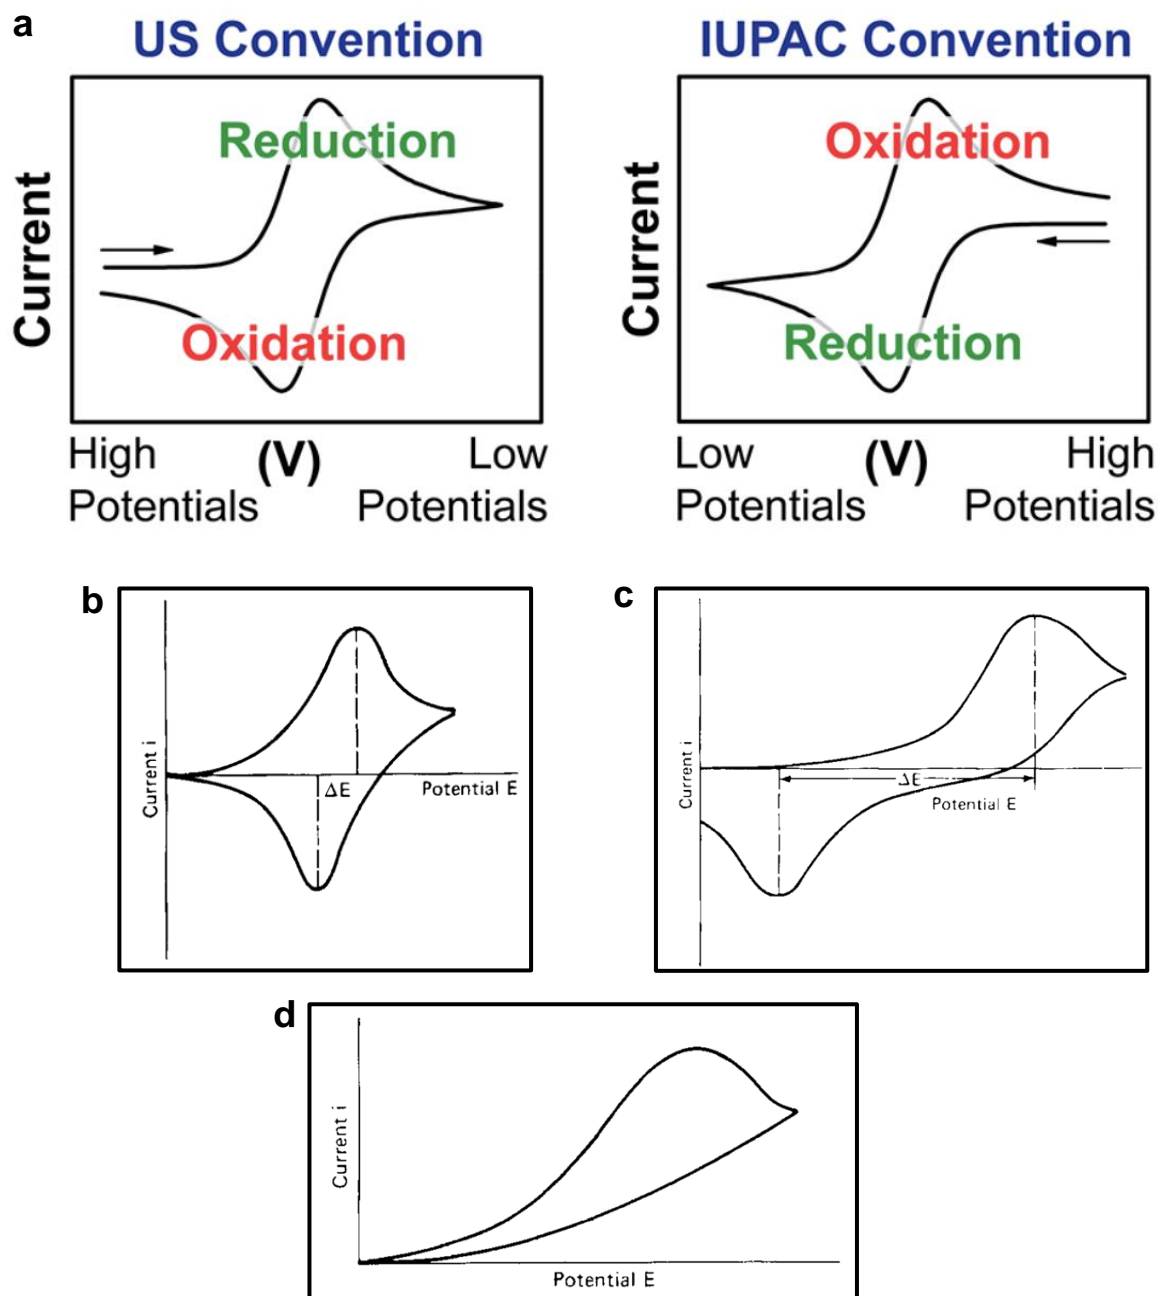 a
US Convention
IUPAC Convention
Current
Reduction
Oxidation
High
Potentials
(V)
Low
Potentials
Current
Oxidation
Reduction
Low
Potentials
(V)
High
Potentials
b
Current i
ΔE
Potential E
c
Current i
ΔE
Potential E
d
Current i
Potential E